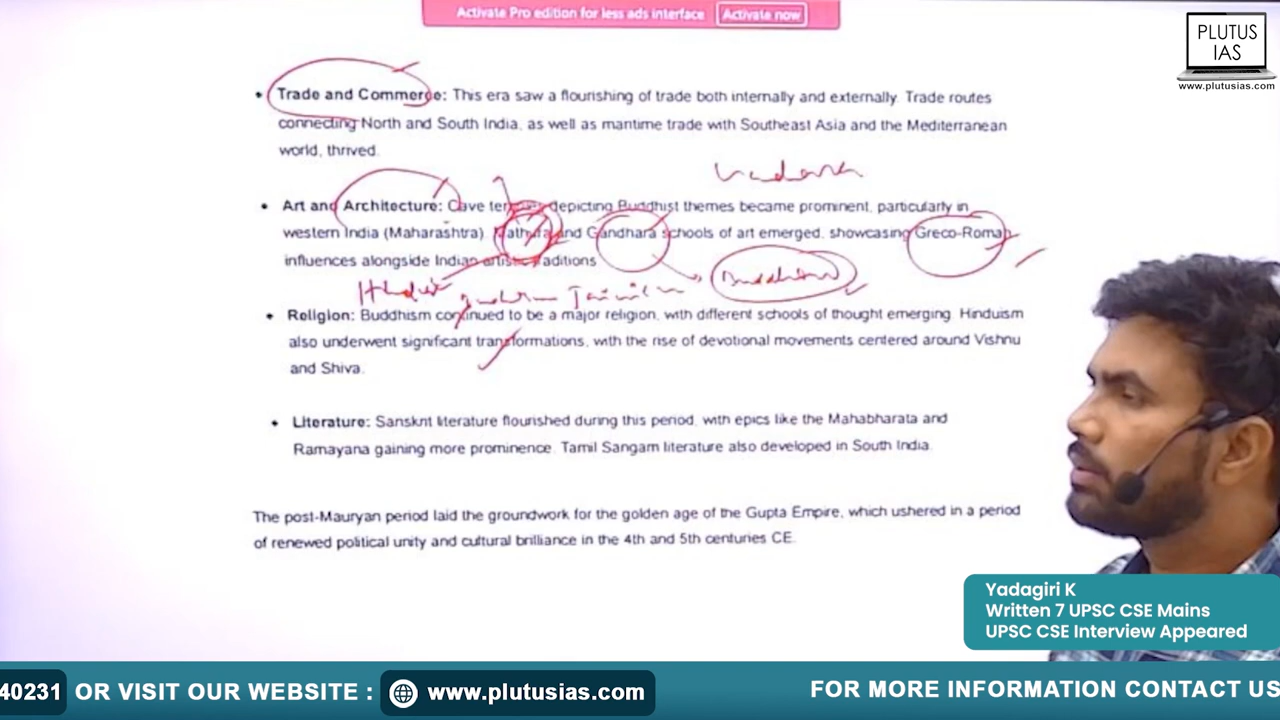 Activate Pro edition for less ads interface Activate now
PLUTUS
IAS
www.plutusias.com
• Trade and Commerce: This era saw a flourishing of trade both internally and externally. Trade routes
connecting North and South India, as well as maritime trade with Southeast Asia and the Mediterranean
world, thrived.
• Art and Architecture: Cave temples depicting Buddhist themes became prominent, particularly in
western India (Maharashtra). Mathura and Gandhara schools of art emerged, showcasing Greco-Roman
influences alongside Indian artistic traditions
Buddhism
• Religion: Buddhism continued to be a major religion, with different schools of thought emerging. Hinduism
also underwent significant transformations, with the rise of devotional movements centered around Vishnu
and Shiva.
• Literature: Sanskrit literature flourished during this period, with epics like the Mahabharata and
Ramayana gaining more prominence. Tamil Sangam literature also developed in South India.
The post-Mauryan period laid the groundwork for the golden age of the Gupta Empire, which ushered in a period
of renewed political unity and cultural brilliance in the 4th and 5th centuries CE.
Yadagiri K
Written 7 UPSC CSE Mains
UPSC CSE Interview Appeared
40231 OR VISIT OUR WEBSITE : www.plutusias.com FOR MORE INFORMATION CONTACT US